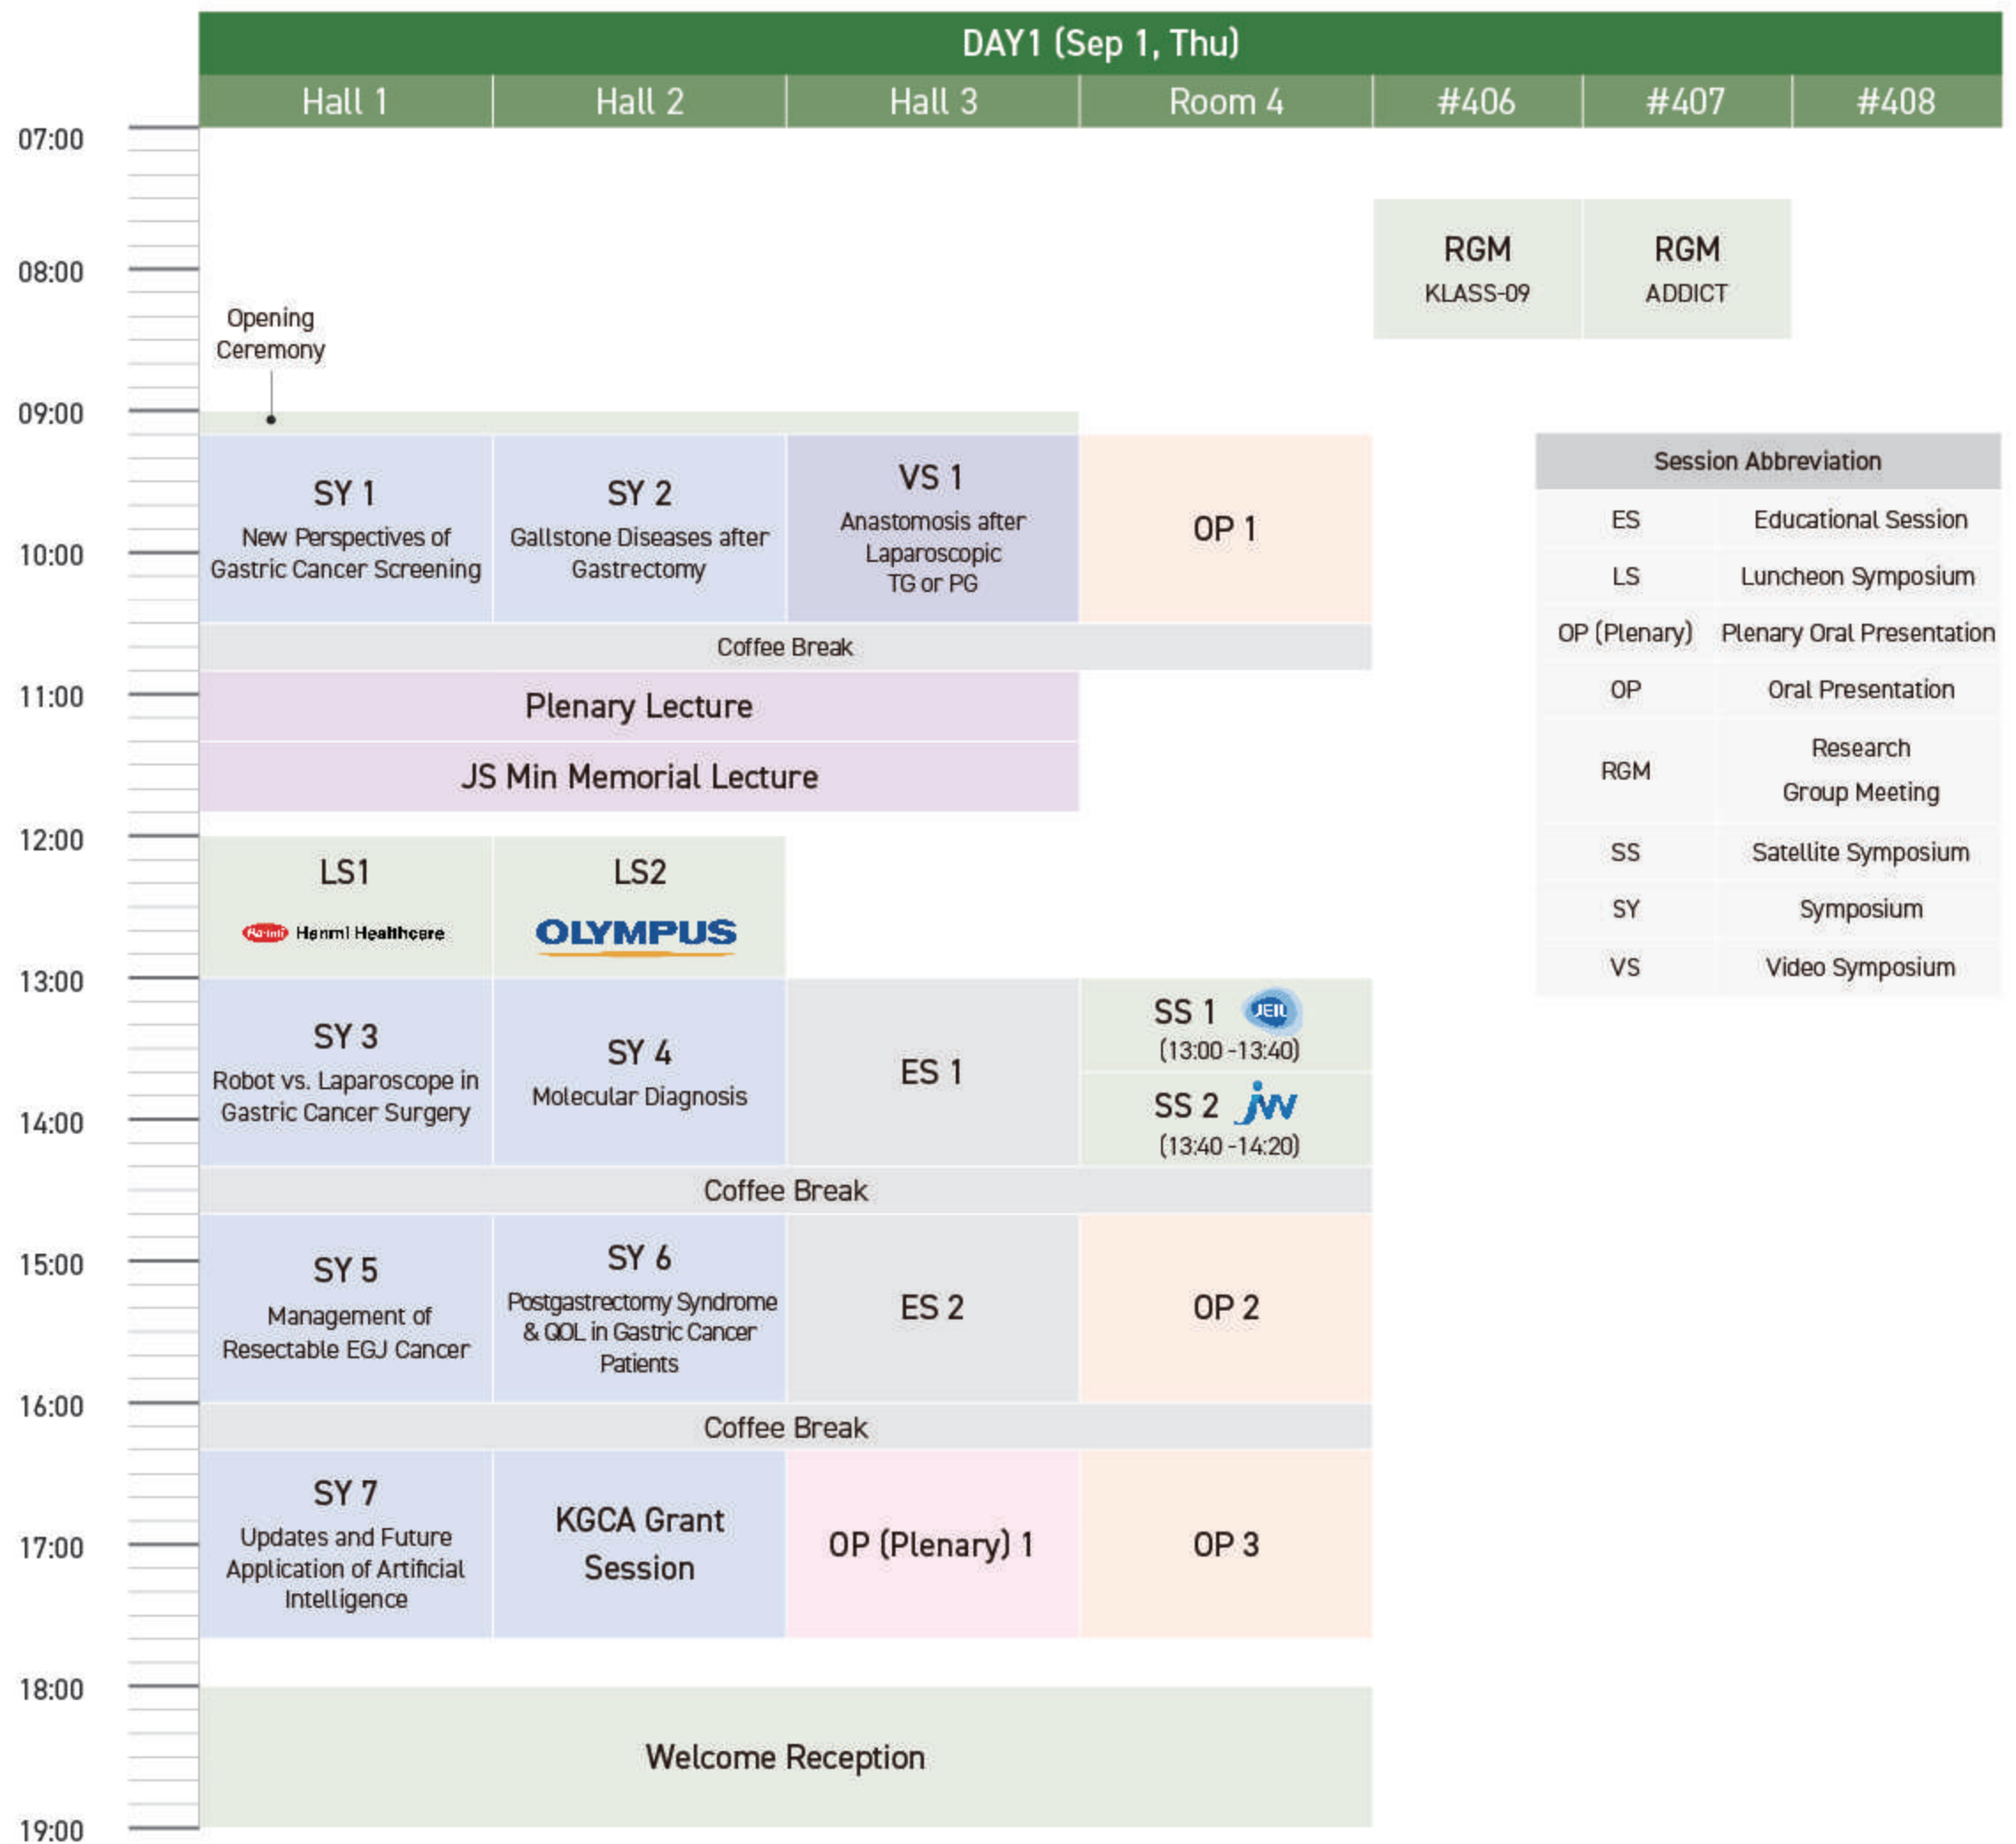 DAY1 (Sep 1, Thu)
Hall 1 Hall 2 Hall 3 Room 4 #406 #407 #408
07:00
RGM
KLASS-09
RGM
ADDICT
08:00
Opening
Ceremony
09:00
SY 1
New Perspectives of
Gastric Cancer Screening
SY 2
Gallstone Diseases after
Gastrectomy
VS 1
Anastomosis after
Laparoscopic
TG or PG
OP 1
10:00
Coffee Break
11:00
Plenary Lecture
JS Min Memorial Lecture
12:00
LS1
Hanmi Healthcare
LS2
OLYMPUS
13:00
SY 3
Robot vs. Laparoscope in
Gastric Cancer Surgery
SY 4
Molecular Diagnosis
ES 1
SS 1 JEIL
(13:00 -13:40)
SS 2 jw
(13:40 -14:20)
14:00
Coffee Break
15:00
SY 5
Management of
Resectable EGJ Cancer
SY 6
Postgastrectomy Syndrome
& QOL in Gastric Cancer
Patients
ES 2
OP 2
16:00
Coffee Break
SY 7
Updates and Future
Application of Artificial
Intelligence
KGCA Grant
Session
OP (Plenary) 1
OP 3
17:00
18:00
Welcome Reception
19:00
Session Abbreviation
ES Educational Session
LS Luncheon Symposium
OP (Plenary) Plenary Oral Presentation
OP Oral Presentation
RGM Research
Group Meeting
SS Satellite Symposium
SY Symposium
VS Video Symposium